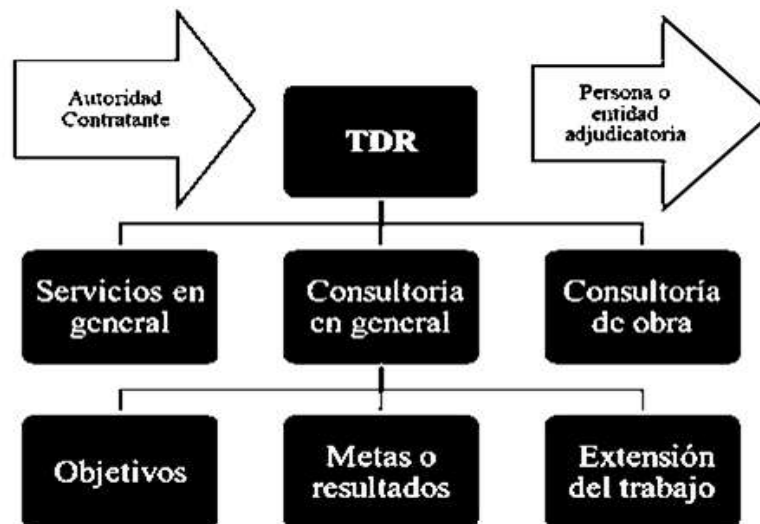 Autoridad
Contratante
TDR
Persona o
entidad
adjudicatoria
Servicios en
general
Consultoria
en general
Consultoría
de obra
Objetivos
Metas o
resultados
Extensión
del trabajo